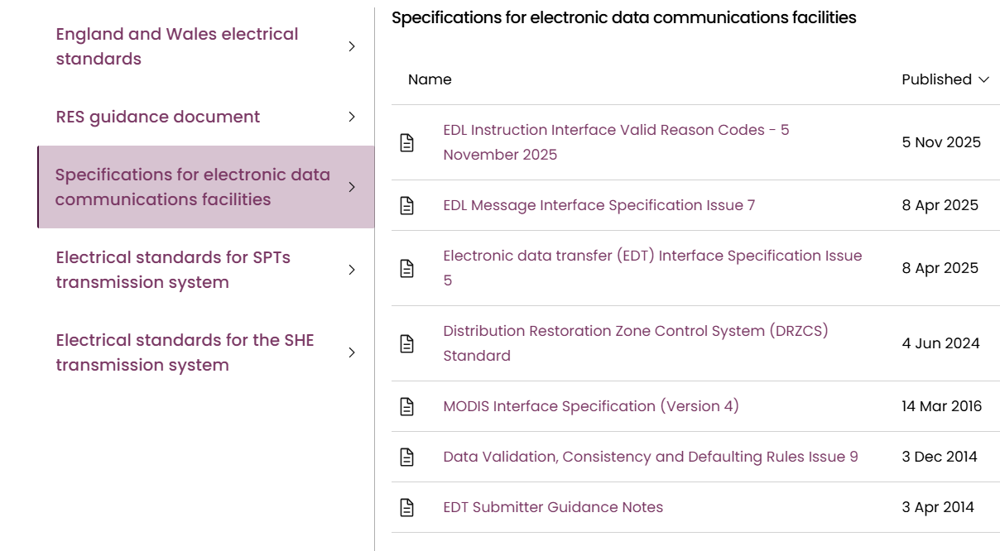 England and Wales electrical
standards
RES guidance document
Specifications for electronic data
communications facilities
Electrical standards for SPTs
transmission system
Electrical standards for the SHE
transmission system
Specifications for electronic data communications facilities
Name Published
EDL Instruction Interface Valid Reason Codes - 5
November 2025
5 Nov 2025
EDL Message Interface Specification Issue 7 8 Apr 2025
Electronic data transfer (EDT) Interface Specification Issue
5
8 Apr 2025
Distribution Restoration Zone Control System (DRZCS)
Standard
4 Jun 2024
MODIS Interface Specification (Version 4) 14 Mar 2016
Data Validation, Consistency and Defaulting Rules Issue 9 3 Dec 2014
EDT Submitter Guidance Notes 3 Apr 2014